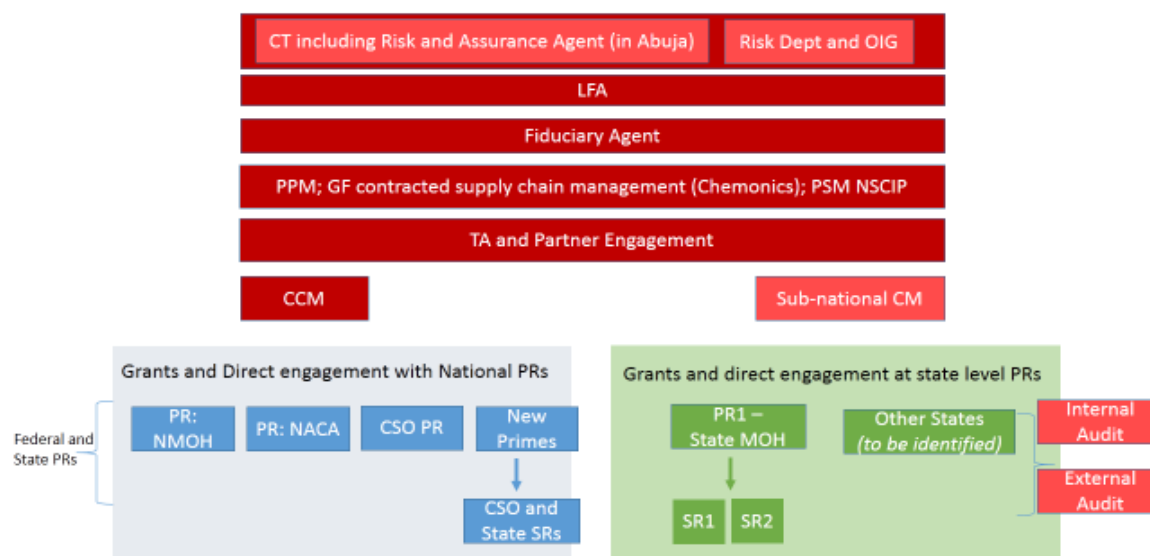 CT including Risk and Assurance Agent (in Abuja)
Risk Dept and OIG
LFA
Fiduciary Agent
PPM; GF contracted supply chain management (Chemonics); PSM NSCIP
TA and Partner Engagement
CCM
Sub-national CM
Grants and Direct engagement with National PRs
Federal and
State PRs
PR:
NMOH
PR: NACA
CSO PR
New
Primes
CSO and
State SRs
Grants and direct engagement at state level PRs
PR1 –
State MOH
Other States
(to be identified)
SR1
SR2
Internal
Audit
External
Audit